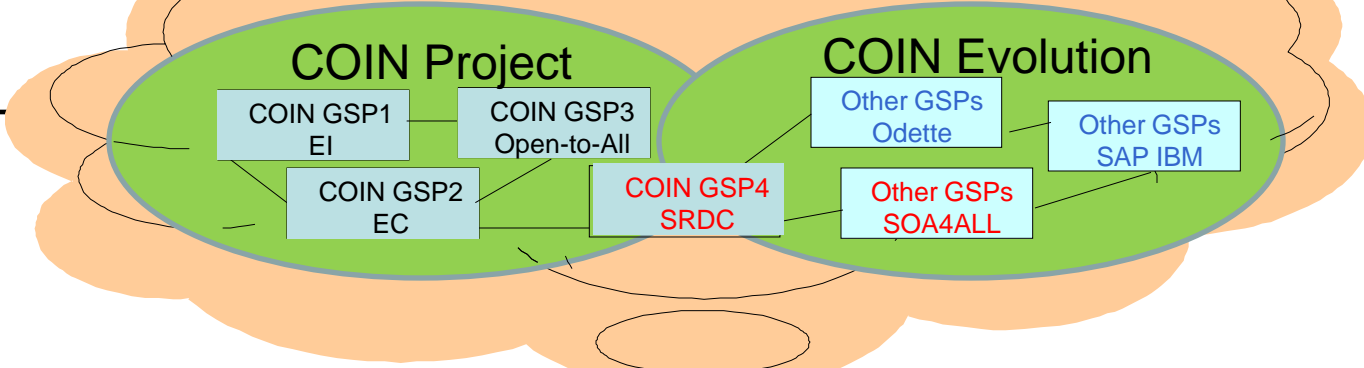 COIN Project
COIN GSP1
EI
COIN GSP3
Open-to-All
COIN GSP2
EC
COIN GSP4
SRDC
COIN Evolution
Other GSPs
Odette
Other GSPs
SAP IBM
Other GSPs
SOA4ALL